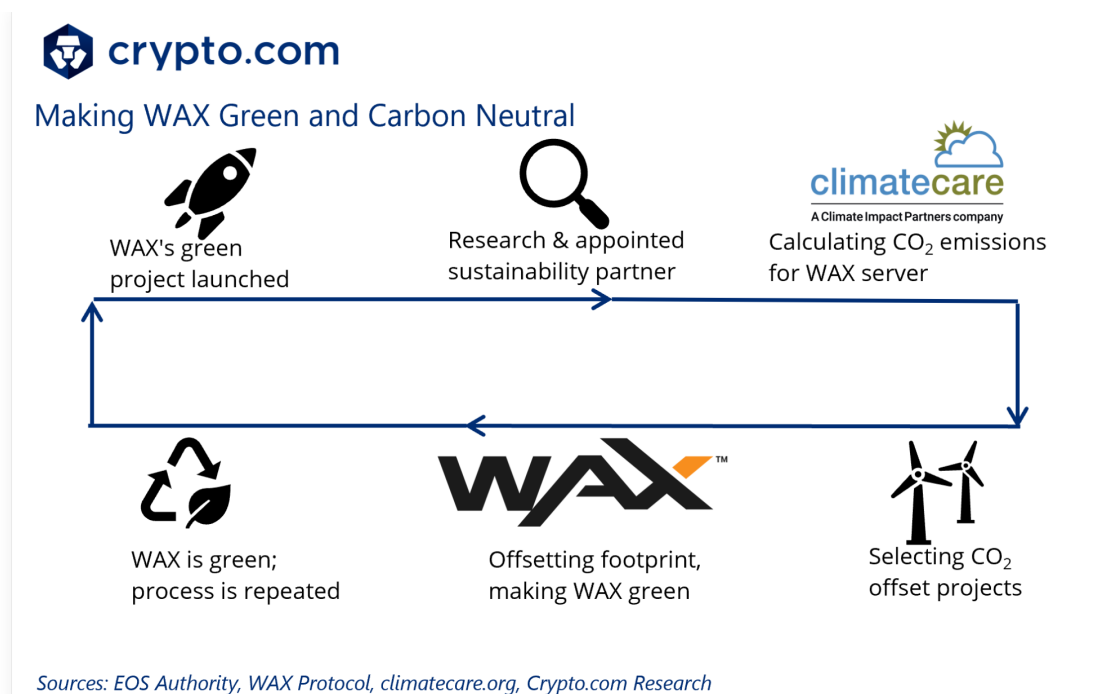 crypto.com
Making WAX Green and Carbon Neutral
climatecare
A Climate Impact Partners company
WAX's green
project launched
Research & appointed
sustainability partner
Calculating CO₂ emissions
for WAX server
WAX™
WAX is green;
process is repeated
Offsetting footprint,
making WAX green
Selecting CO₂
offset projects
Sources: EOS Authority, WAX Protocol, climatecare.org, Crypto.com Research